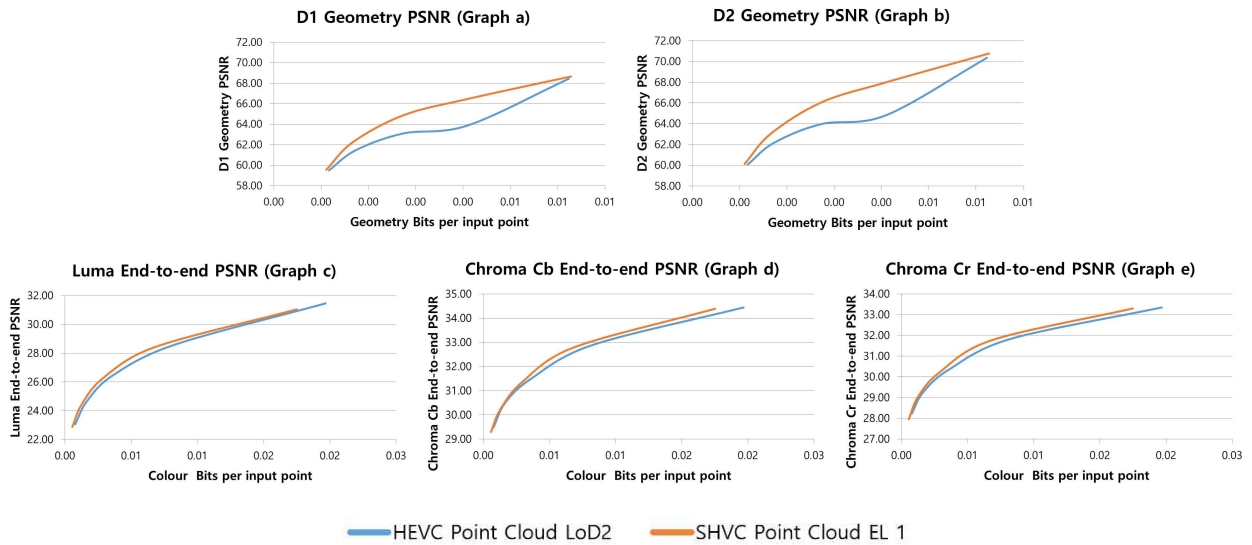 D1 Geometry PSNR (Graph a)
D1 Geometry PSNR
72.00
70.00
68.00
66.00
64.00
62.00
60.00
58.00
0.00 0.00 0.00 0.00 0.00 0.01 0.01 0.01
Geometry Bits per input point
D2 Geometry PSNR (Graph b)
D2 Geometry PSNR
72.00
70.00
68.00
66.00
64.00
62.00
60.00
58.00
0.00 0.00 0.00 0.00 0.00 0.01 0.01 0.01
Geometry Bits per input point
Luma End-to-end PSNR (Graph c)
Luma End-to-end PSNR
32.00
30.00
28.00
26.00
24.00
22.00
0.00 0.01 0.01 0.02 0.02 0.03
Colour Bits per input point
Chroma Cb End-to-end PSNR (Graph d)
Chroma Cb End-to-end PSNR
35.00
34.00
33.00
32.00
31.00
30.00
29.00
0.00 0.01 0.01 0.02 0.02 0.03
Colour Bits per input point
Chroma Cr End-to-end PSNR (Graph e)
Chroma Cr End-to-end PSNR
34.00
33.00
32.00
31.00
30.00
29.00
28.00
27.00
0.00 0.01 0.01 0.02 0.02 0.03
Colour Bits per input point
HEVC Point Cloud LoD2
SHVC Point Cloud EL 1